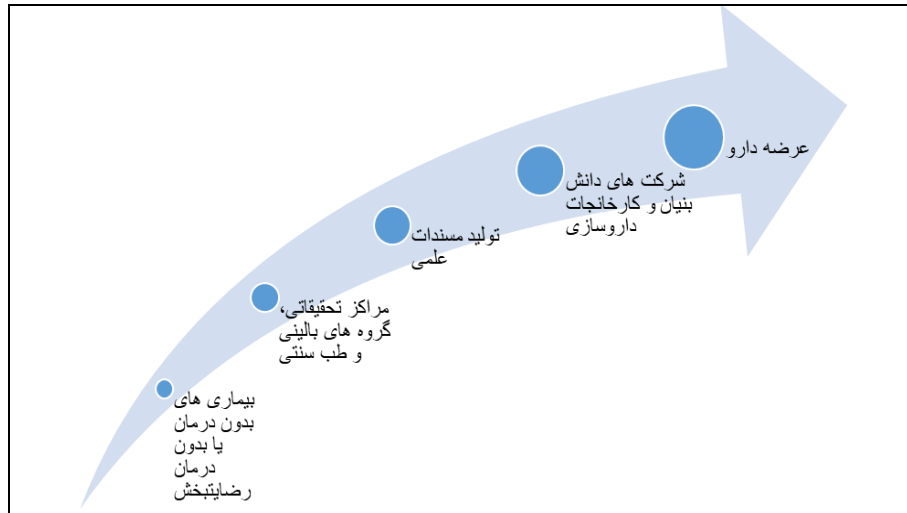 بیماری های
بدون درمان
یا بدون
درمان
رضایتبخش
مراکز تحقیقاتی،
گروه های بالینی
و طب سنتی
تولید مسندات
علمی
شرکت های دانش
بنیان و کارخانجات
داروسازی
عرضه دارو